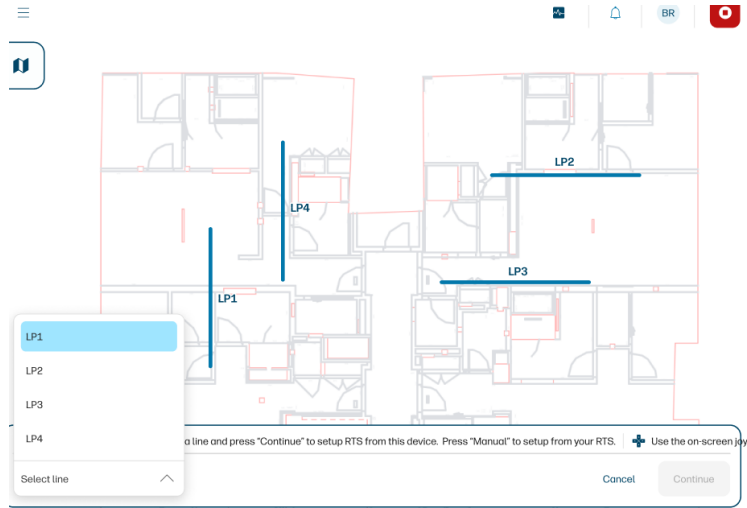 BR
LP2
LP4
LP3
LP1
LP1
LP2
LP3
LP4
a line and press "Continue" to setup RTS from this device. Press "Manual" to setup from your RTS.
Use the on-screen joy
Select line
Cancel
Continue